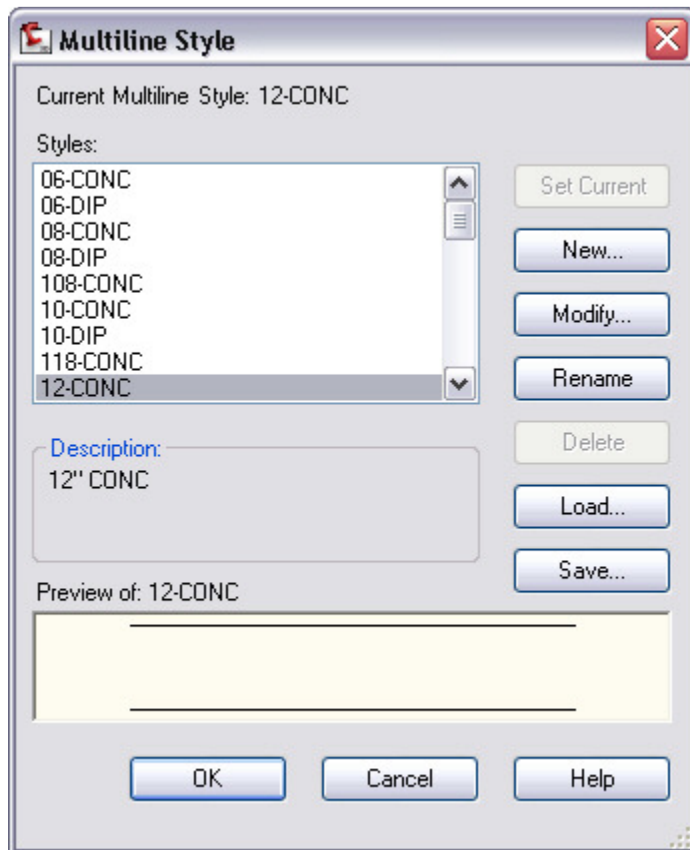 Multiline Style
Current Multiline Style: 12-CONC
Styles:
06-CONC
06-DIP
08-CONC
08-DIP
108-CONC
10-CONC
10-DIP
118-CONC
12-CONC
Set Current
New...
Modify...
Rename
Delete
Load...
Save...
Description:
12" CONC
Preview of: 12-CONC
OK
Cancel
Help